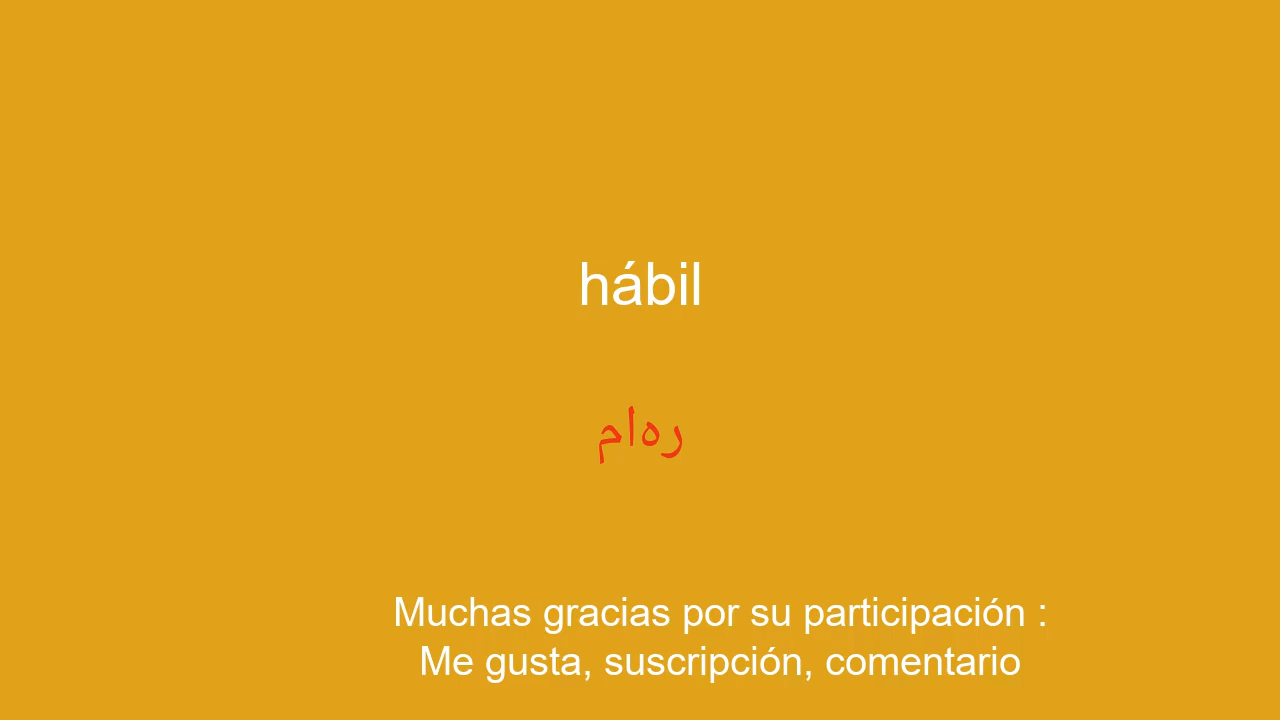 hábil
ماهر
Muchas gracias por su participación :
Me gusta, suscripción, comentario